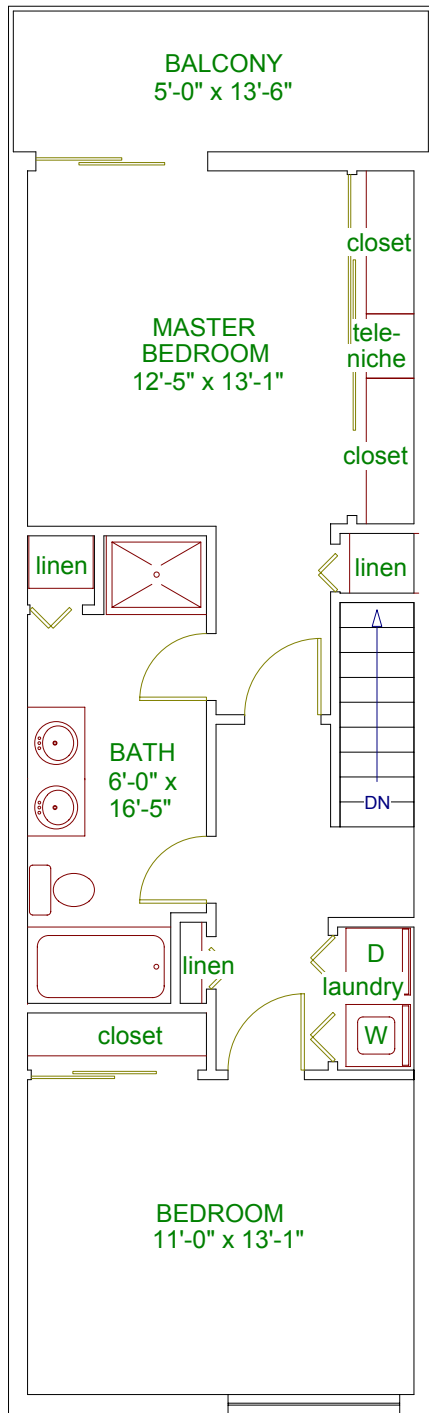 BALCONY
5'-0" x 13'-6"
closet
MASTER
BEDROOM
12'-5" x 13'-1"
tele-
niche
closet
linen
linen
BATH
6'-0" x
16'-5"
DN
linen
D
laundry
W
closet
BEDROOM
11'-0" x 13'-1"